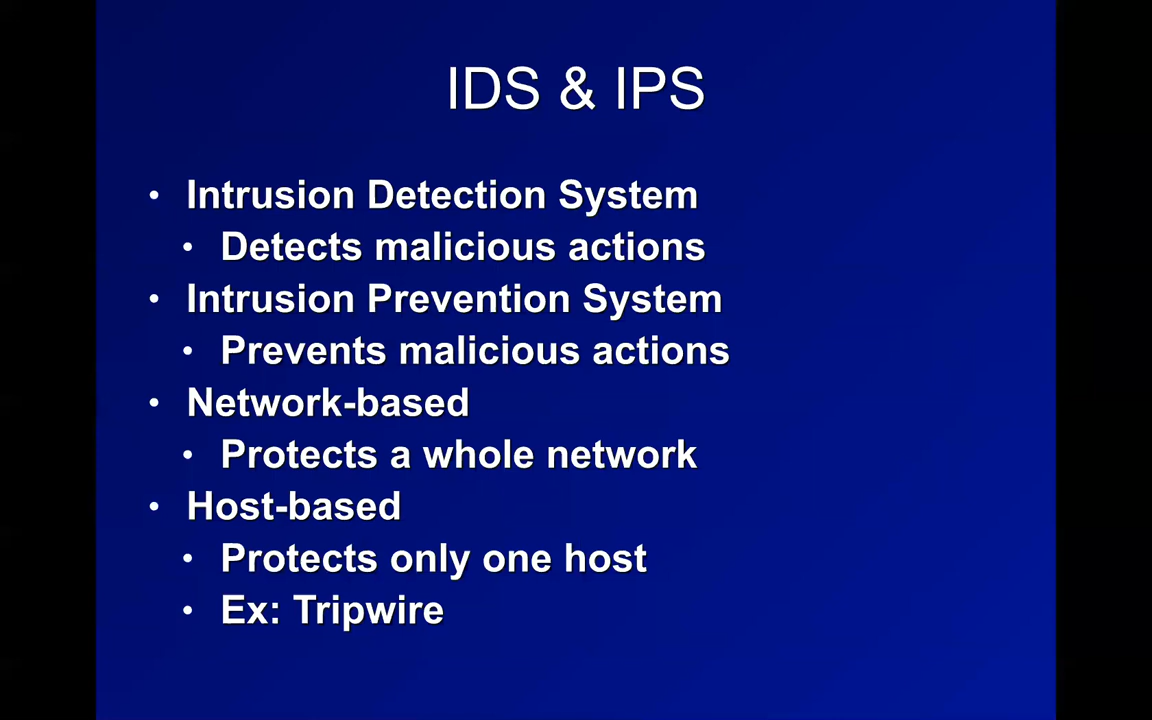 IDS & IPS
• Intrusion Detection System
• Detects malicious actions
• Intrusion Prevention System
• Prevents malicious actions
• Network-based
• Protects a whole network
• Host-based
• Protects only one host
• Ex: Tripwire